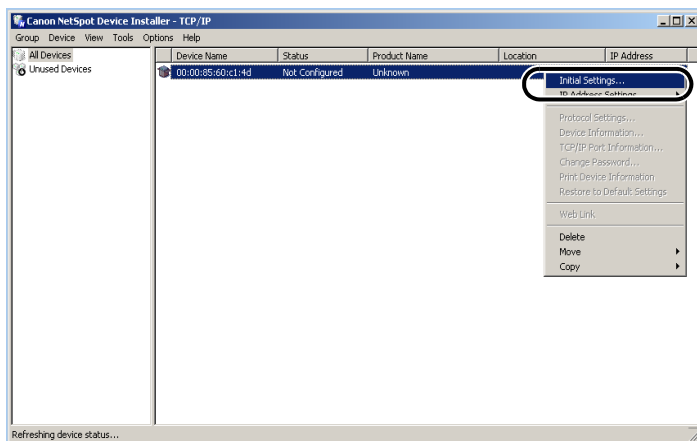 Canon NetSpot Device Installer - TCP/IP
Group Device View Tools Options Help
All Devices
Unused Devices
Device Name Status Product Name Location IP Address
00:00:85:60:c1:4d Not Configured Unknown
Initial Settings...
IP Address Settings
Protocol Settings...
Device Information...
TCP/IP Port Information...
Change Password...
Print Device Information
Restore to Default Settings
Web Link
Delete
Move
Copy
Refreshing device status...